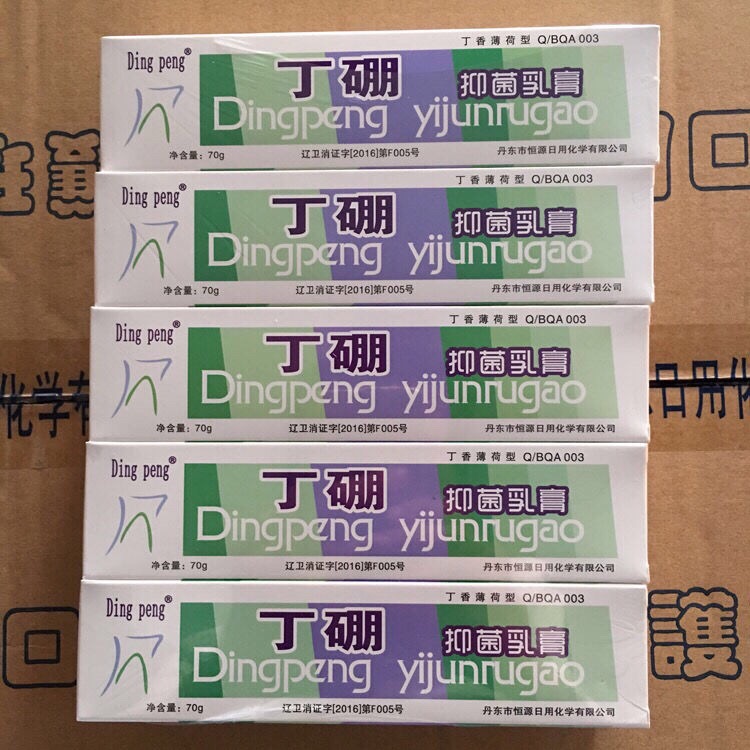 丁香薄荷型 Q/BQA 003
Ding peng®
丁硼 抑菌乳膏
Dingpeng yijunrugao
净含量：70g 辽卫消证字[2016]第F005号 丹东市恒源日用化学有限公司
丁香薄荷型 Q/BQA 003
Ding peng®
丁硼 抑菌乳膏
Dingpeng yijunrugao
净含量：70g 辽卫消证字[2016]第F005号 丹东市恒源日用化学有限公司
丁香薄荷型 Q/BQA 003
Ding peng®
丁硼 抑菌乳膏
Dingpeng yijunrugao
净含量：70g 辽卫消证字[2016]第F005号 丹东市恒源日用化学有限公司
丁香薄荷型 Q/BQA 003
Ding peng®
丁硼 抑菌乳膏
Dingpeng yijunrugao
净含量：70g 辽卫消证字[2016]第F005号 丹东市恒源日用化学有限公司
丁香薄荷型 Q/BQA 003
Ding peng®
丁硼 抑菌乳膏
Dingpeng yijunrugao
净含量：70g 辽卫消证字[2016]第F005号 丹东市恒源日用化学有限公司
化学有
日用化
口
護
口